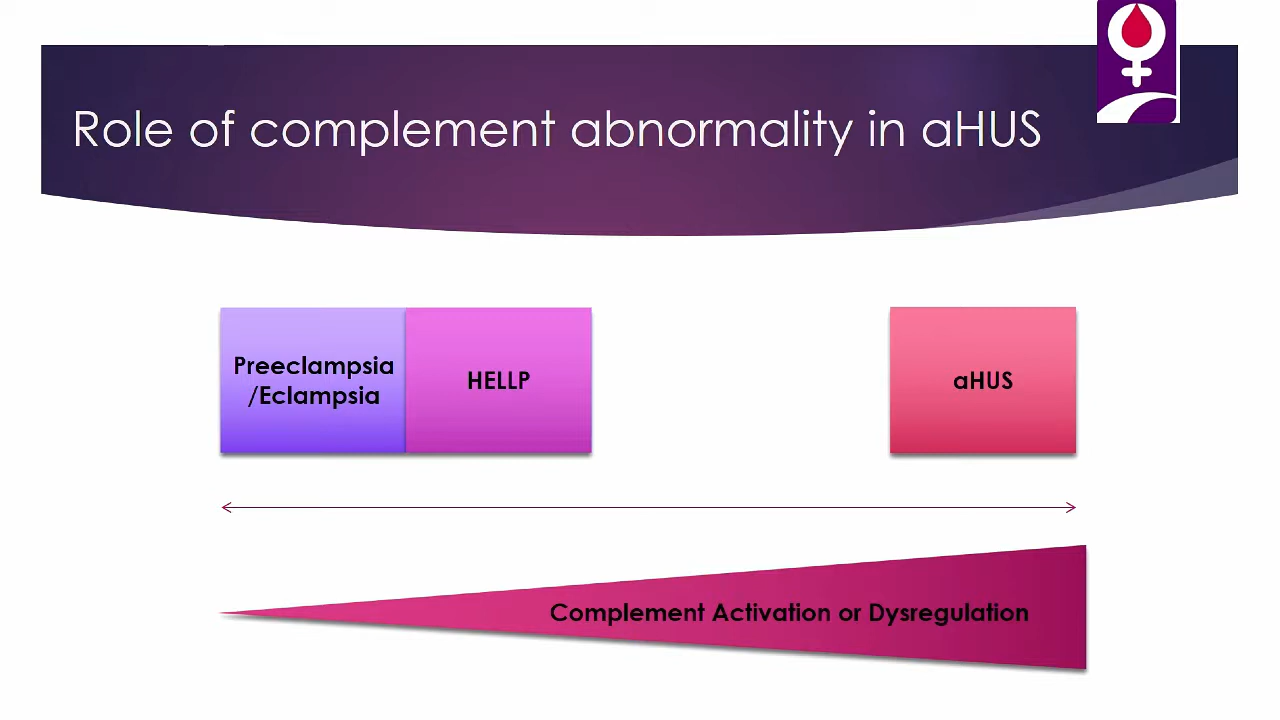 Role of complement abnormality in aHUS
Preeclampsia
/Eclampsia
HELLP
aHUS
Complement Activation or Dysregulation